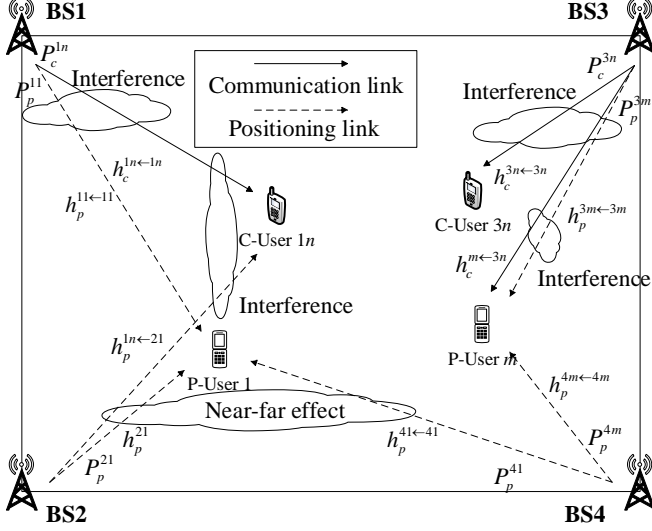 BS1
BS3
P_c^{1n}
P_c^{3n}
Interference
P_p^{11}
Communication link
Positioning link
Interference
P_p^{3m}
h_c^{1n←1n}
h_p^{11←11}
h_c^{3n←3n}
h_p^{3m←3m}
C-User 1n
C-User 3n
h_c^{m←3n}
Interference
Interference
h_p^{1n←21}
P-User 1
P-User m
h_p^{4m←4m}
Near-far effect
h_p^{21}
h_p^{41←41}
P_p^{4m}
P_p^{21}
P_p^{41}
BS2
BS4